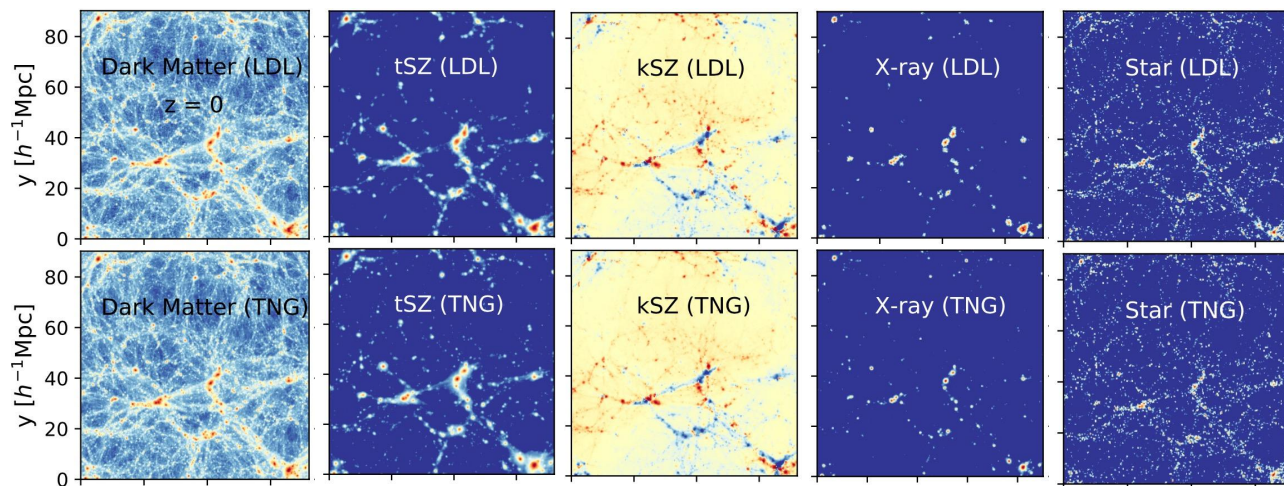 80
60
40
20
0
y [h⁻¹Mpc]
Dark Matter (LDL)
z = 0
tSZ (LDL)
kSZ (LDL)
X-ray (LDL)
Star (LDL)
80
60
40
20
0
y [h⁻¹Mpc]
Dark Matter (TNG)
tSZ (TNG)
kSZ (TNG)
X-ray (TNG)
Star (TNG)